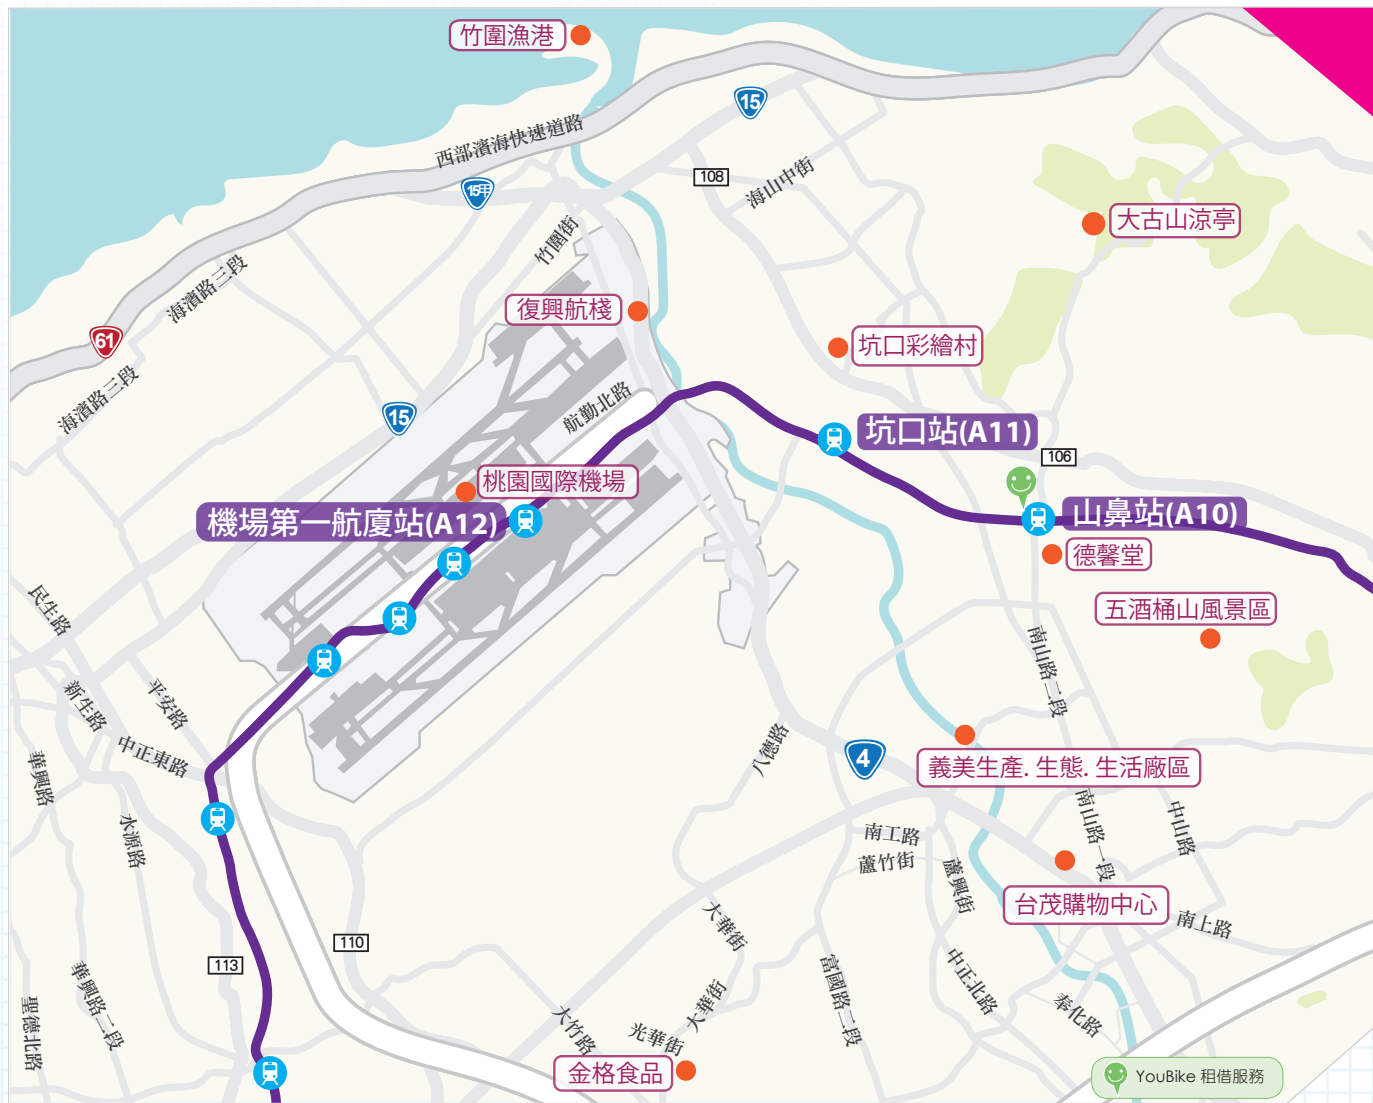 竹圍漁港
15
西部濱海快速道路
108
海山中街
15甲
大古山涼亭
竹圍街
海濱路三段
復興航棧
61
坑口彩繪村
海濱路三段
15
航勤北路
坑口站(A11)
106
桃園國際機場
機場第一航廈站(A12)
山鼻站(A10)
德馨堂
民生路
五酒桶山風景區
南山路二段
新生路
平安路
中正東路
八德路
4
義美生產. 生態. 生活廠區
華興路
水源路
南山路一段
中山路
南工路
蘆竹街
蘆興街
台茂購物中心
大華街
南上路
110
113
華興路二段
聖德北路
富國路二段
中正北路
大華街
奉化路
大竹路
光華街
金格食品
YouBike 租借服務